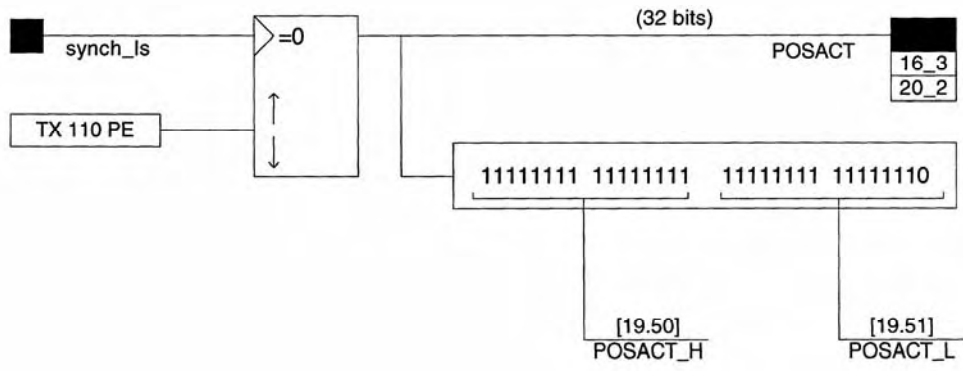 (32 bits)
synch_ls
=0
POSACT
16_3
20_2
TX 110 PE
11111111 11111111 11111111 11111110
[19.50]
POSACT_H
[19.51]
POSACT_L